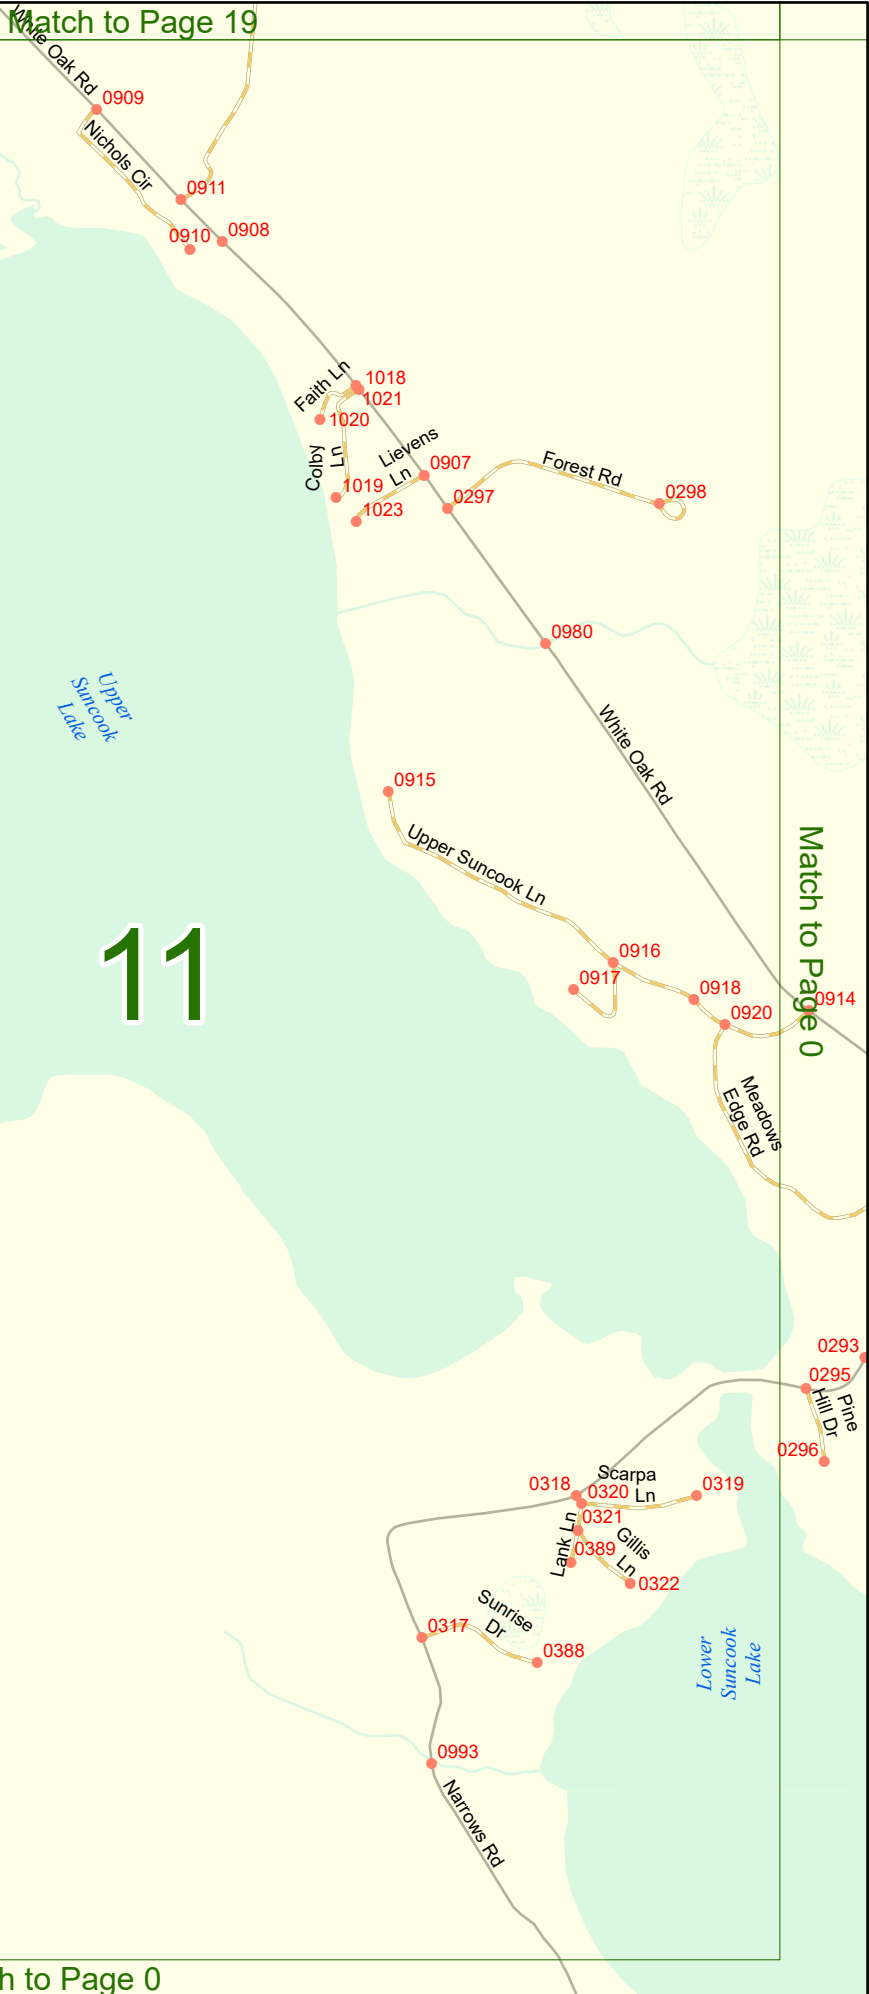 Match to Page 19
White Oak Rd
0909
Nichols Cir
0911
0908
0910
Faith Ln
1018
1021
1020
Colby
Ln
Lievens
Ln
0907
1019
1023
0297
Forest Rd
0298
0980
Upper
Suncook
Lake
White Oak Rd
0915
Upper Suncook Ln
Match to Page 0
11
0916
0917
0918
0914
0920
Meadows
Edge Rd
0293
0295
Pine
Hill Dr
0296
Scarpa
Ln
0318
0320
0319
0321
Lank Ln
Gillis
Ln
0389
0322
Sunrise
Dr
0317
0388
Lower
Suncook
Lake
0993
Narrows Rd
h to Page 0